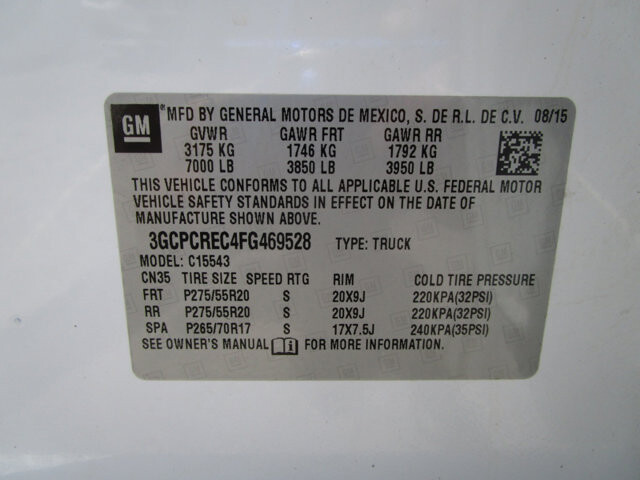 GM
MFD BY GENERAL MOTORS DE MEXICO, S. DE R.L. DE C.V. 08/15
GVWR GAWR FRT GAWR RR
3175 KG 1746 KG 1792 KG
7000 LB 3850 LB 3950 LB
THIS VEHICLE CONFORMS TO ALL APPLICABLE U.S. FEDERAL MOTOR
VEHICLE SAFETY STANDARDS IN EFFECT ON THE DATE OF
MANUFACTURE SHOWN ABOVE.
3GCPCREC4FG469528 TYPE: TRUCK
MODEL: C15543
CN35 TIRE SIZE SPEED RTG RIM COLD TIRE PRESSURE
FRT P275/55R20 S 20X9J 220KPA(32PSI)
RR P275/55R20 S 20X9J 220KPA(32PSI)
SPA P265/70R17 S 17X7.5J 240KPA(35PSI)
SEE OWNER'S MANUAL FOR MORE INFORMATION.